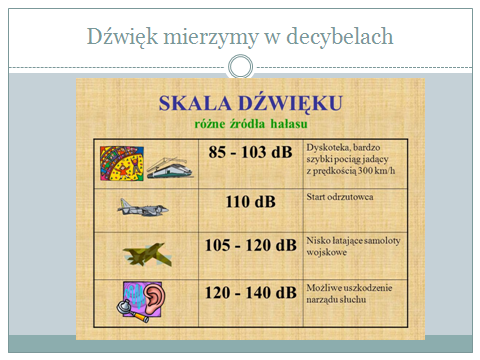 Dźwięk mierzymy w decybelach
SKALA DŹWIĘKU
różne źródła hałasu
85 - 103 dB
Dyskoteka, bardzo
szybki pociąg jadący
z prędkością 300 km/h
110 dB
Start odrzutowca
105 - 120 dB
Nisko latające samoloty
wojskowe
120 - 140 dB
Możliwe uszkodzenie
narządu słuchu